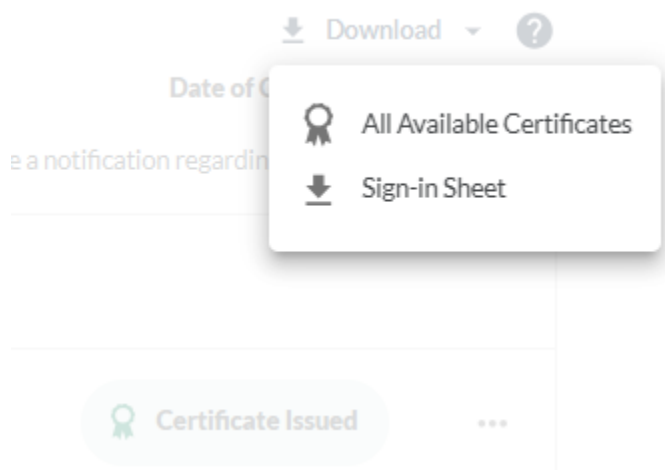 Download
Date of
All Available Certificates
e a notification regardin
Sign-in Sheet
Certificate Issued